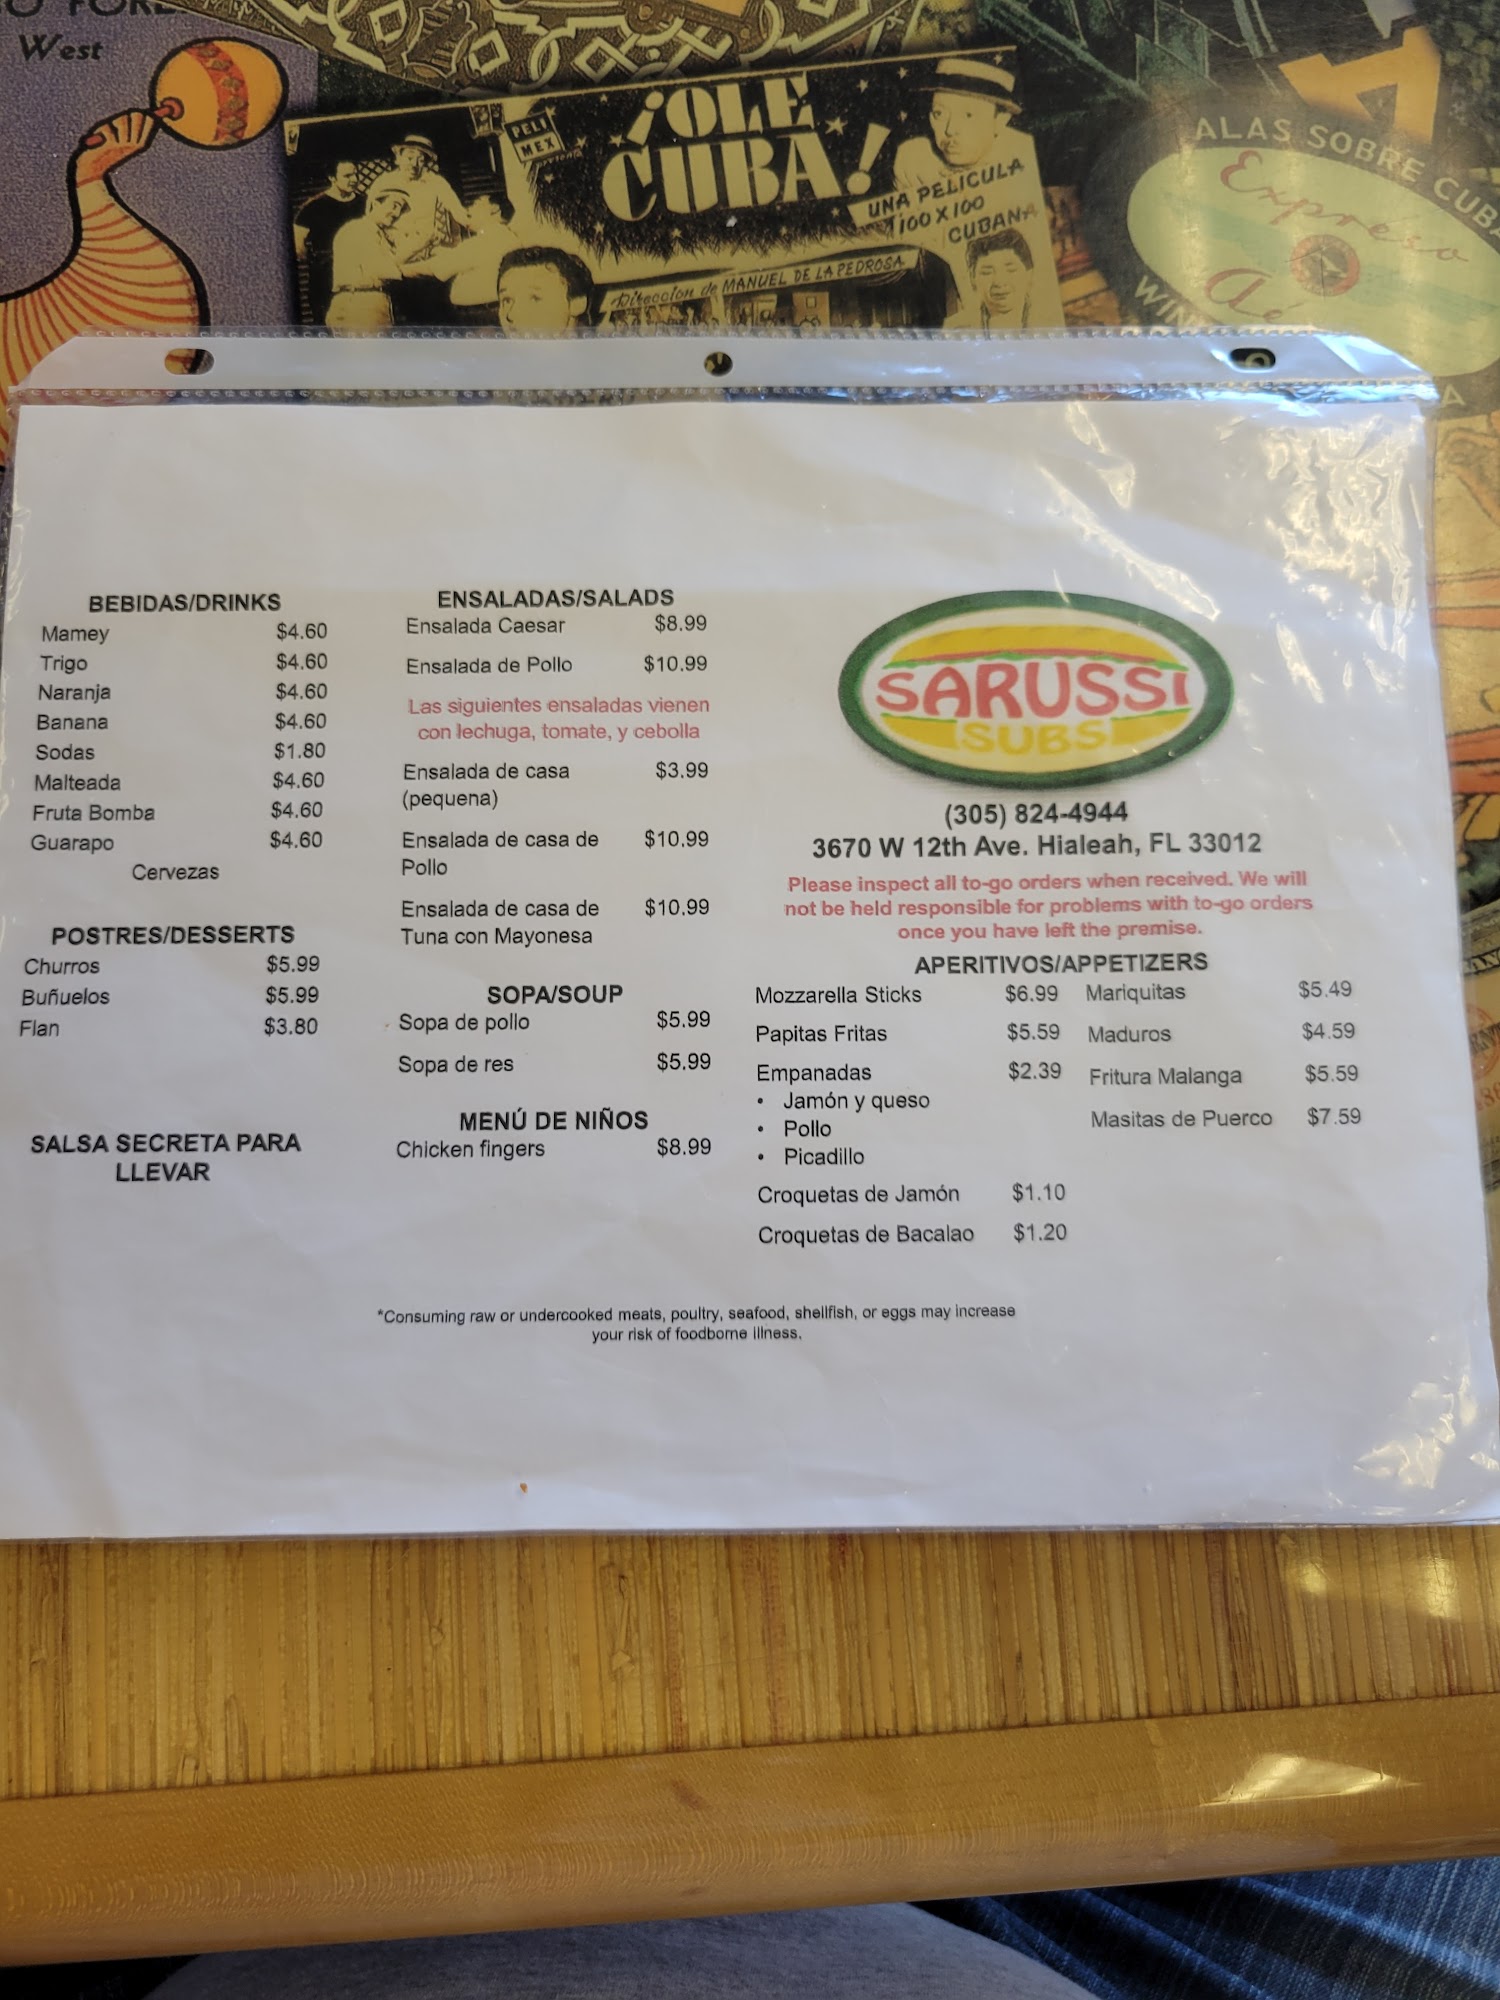 West
¡OLE
CUBA!
PELI
MEX
UNA PELICULA
100 X 100
CUBANA
Direccion de MANUEL DE LA PEDROSA
ALAS SOBRE CUBA
Expreso
BEBIDAS/DRINKS
Mamey $4.60
Trigo $4.60
Naranja $4.60
Banana $4.60
Sodas $1.80
Malteada $4.60
Fruta Bomba $4.60
Guarapo $4.60
Cervezas
POSTRES/DESSERTS
Churros $5.99
Buñuelos $5.99
Flan $3.80
SALSA SECRETA PARA
LLEVAR
ENSALADAS/SALADS
Ensalada Caesar $8.99
Ensalada de Pollo $10.99
Las siguientes ensaladas vienen
con lechuga, tomate, y cebolla
Ensalada de casa $3.99
(pequena)
Ensalada de casa de $10.99
Pollo
Ensalada de casa de $10.99
Tuna con Mayonesa
SOPA/SOUP
Sopa de pollo $5.99
Sopa de res $5.99
MENÚ DE NIÑOS
Chicken fingers $8.99
SARUSSI
SUBS
(305) 824-4944
3670 W 12th Ave. Hialeah, FL 33012
Please inspect all to-go orders when received. We will
not be held responsible for problems with to-go orders
once you have left the premise.
APERITIVOS/APPETIZERS
Mozzarella Sticks $6.99 Mariquitas $5.49
Papitas Fritas $5.59 Maduros $4.59
Empanadas $2.39 Fritura Malanga $5.59
• Jamón y queso
• Pollo Masitas de Puerco $7.59
• Picadillo
Croquetas de Jamón $1.10
Croquetas de Bacalao $1.20
*Consuming raw or undercooked meats, poultry, seafood, shellfish, or eggs may increase
your risk of foodborne illness.